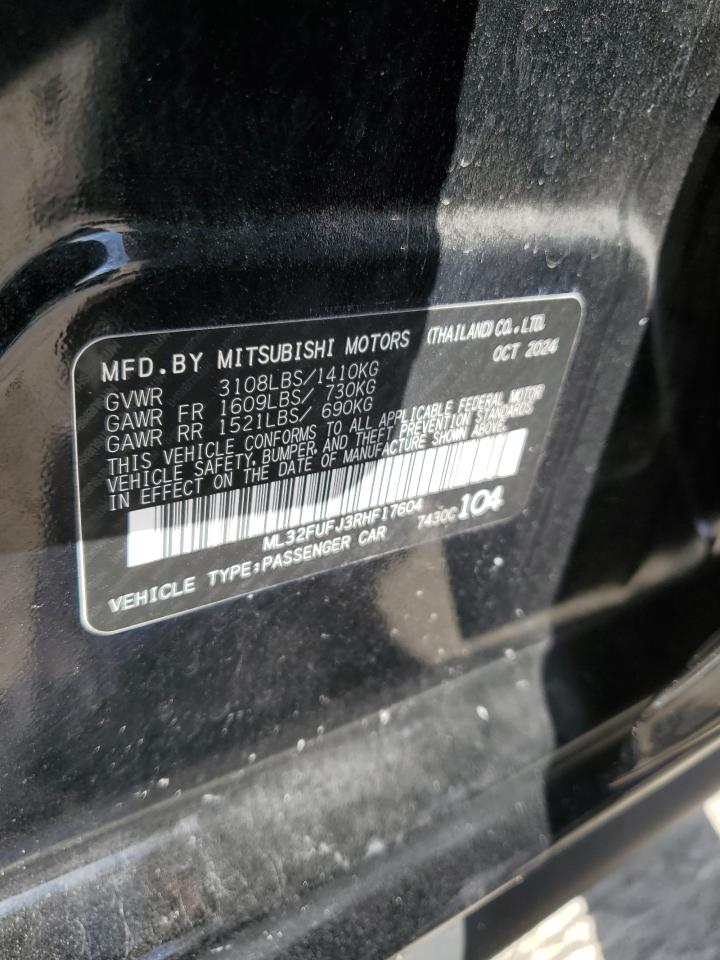 MFD.BY MITSUBISHI MOTORS (THAILAND) CO.,LTD.
OCT 2024
GVWR 3108LBS/1410KG
GAWR FR 1609LBS/ 730KG
GAWR RR 1521LBS/ 690KG
THIS VEHICLE CONFORMS TO ALL APPLICABLE FEDERAL MOTOR
VEHICLE SAFETY, BUMPER, AND THEFT PREVENTION STANDARDS
IN EFFECT ON THE DATE OF MANUFACTURE SHOWN ABOVE.
ML32FUFJ3RHF17604
7430C104
VEHICLE TYPE:PASSENGER CAR